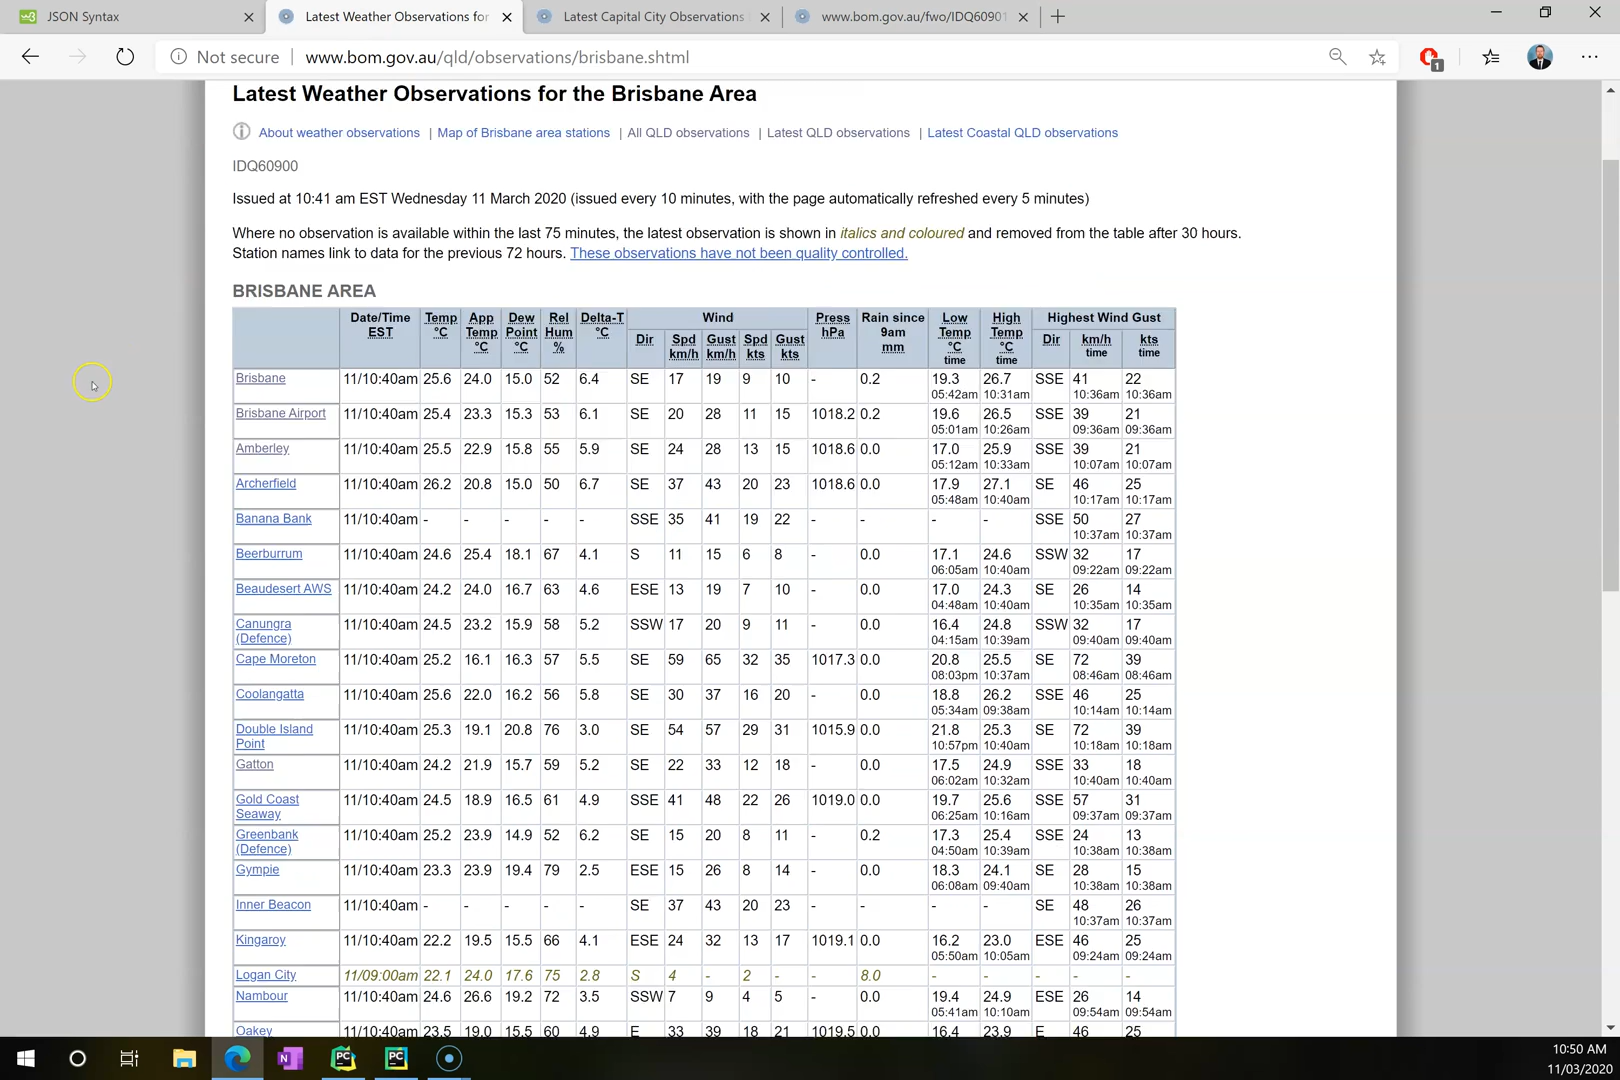 JSON Syntax
Latest Weather Observations for
Latest Capital City Observations
www.bom.gov.au/fwo/IDQ60901
Not secure | www.bom.gov.au/qld/observations/brisbane.shtml
1
Latest Weather Observations for the Brisbane Area
About weather observations | Map of Brisbane area stations | All QLD observations | Latest QLD observations | Latest Coastal QLD observations
IDQ60900
Issued at 10:41 am EST Wednesday 11 March 2020 (issued every 10 minutes, with the page automatically refreshed every 5 minutes)
Where no observation is available within the last 75 minutes, the latest observation is shown in italics and coloured and removed from the table after 30 hours.
Station names link to data for the previous 72 hours. These observations have not been quality controlled.
BRISBANE AREA
Date/Time EST Temp °C App Temp °C Dew Point °C Rel Hum % Delta-T °C Wind Press hPa Rain since 9am mm Low Temp °C time High Temp °C time Highest Wind Gust
Dir Spd km/h Gust km/h Spd kts Gust kts Dir km/h time kts time
Brisbane 11/10:40am 25.6 24.0 15.0 52 6.4 SE 17 19 9 10 - 0.2 19.3 26.7 SSE 41 22
05:42am 10:31am 10:36am 10:36am
Brisbane Airport 11/10:40am 25.4 23.3 15.3 53 6.1 SE 20 28 11 15 1018.2 0.2 19.6 26.5 SSE 39 21
05:01am 10:26am 09:36am 09:36am
Amberley 11/10:40am 25.5 22.9 15.8 55 5.9 SE 24 28 13 15 1018.6 0.0 17.0 25.9 SSE 39 21
05:12am 10:33am 10:07am 10:07am
Archerfield 11/10:40am 26.2 20.8 15.0 50 6.7 SE 37 43 20 23 1018.6 0.0 17.9 27.1 SE 46 25
05:48am 10:40am 10:17am 10:17am
Banana Bank 11/10:40am - - - - - SSE 35 41 19 22 - - - - SSE 50 27
10:37am 10:37am
Beerburrum 11/10:40am 24.6 25.4 18.1 67 4.1 S 11 15 6 8 - 0.0 17.1 24.6 SSW 32 17
06:05am 10:40am 09:22am 09:22am
Beaudesert AWS 11/10:40am 24.2 24.0 16.7 63 4.6 ESE 13 19 7 10 - 0.0 17.0 24.3 SE 26 14
04:48am 10:40am 10:35am 10:35am
Canungra 11/10:40am 24.5 23.2 15.9 58 5.2 SSW 17 20 9 11 - 0.0 16.4 24.8 SSW 32 17
(Defence) 04:15am 10:39am 09:40am 09:40am
Cape Moreton 11/10:40am 25.2 16.1 16.3 57 5.5 SE 59 65 32 35 1017.3 0.0 20.8 25.5 SE 72 39
08:03pm 10:37am 08:46am 08:46am
Coolangatta 11/10:40am 25.6 22.0 16.2 56 5.8 SE 30 37 16 20 - 0.0 18.8 26.2 SSE 46 25
05:34am 09:38am 10:14am 10:14am
Double Island 11/10:40am 25.3 19.1 20.8 76 3.0 SE 54 57 29 31 1015.9 0.0 21.8 25.3 SE 72 39
Point 10:57pm 10:40am 10:18am 10:18am
Gatton 11/10:40am 24.2 21.9 15.7 59 5.2 SE 22 33 12 18 - 0.0 17.5 24.9 SSE 33 18
06:02am 10:32am 10:40am 10:40am
Gold Coast 11/10:40am 24.5 18.9 16.5 61 4.9 SSE 41 48 22 26 1019.0 0.0 19.7 25.6 SSE 57 31
Seaway 06:25am 10:16am 09:37am 09:37am
Greenbank 11/10:40am 25.2 23.9 14.9 52 6.2 SE 15 20 8 11 - 0.2 17.3 25.4 SSE 24 13
(Defence) 04:50am 10:39am 10:38am 10:38am
Gympie 11/10:40am 23.3 23.9 19.4 79 2.5 ESE 15 26 8 14 - 0.0 18.3 24.1 SE 28 15
06:08am 09:40am 10:38am 10:38am
Inner Beacon 11/10:40am - - - - - SE 37 43 20 23 - - - - SE 48 26
10:37am 10:37am
Kingaroy 11/10:40am 22.2 19.5 15.5 66 4.1 ESE 24 32 13 17 1019.1 0.0 16.2 23.0 ESE 46 25
05:50am 10:05am 09:24am 09:24am
Logan City 11/09:00am 22.1 24.0 17.6 75 2.8 S 4 - 2 - - 8.0 - - - - -
Nambour 11/10:40am 24.6 26.6 19.2 72 3.5 SSW 7 9 4 5 - 0.0 19.4 24.9 ESE 26 14
05:41am 10:10am 09:54am 09:54am
Oakey 11/10:40am 23.5 19.0 15.5 60 4.9 E 33 39 18 21 1019.5 0.0 16.4 23.9 E 46 25
10:50 AM
11/03/2020